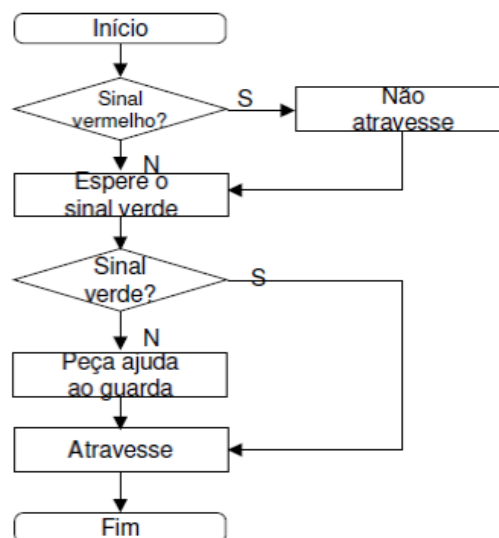 Início
Sinal
vermelho?
S
Não
atravesse
N
Espere o
sinal verde
Sinal
verde?
S
N
Peça ajuda
ao guarda
Atravesse
Fim